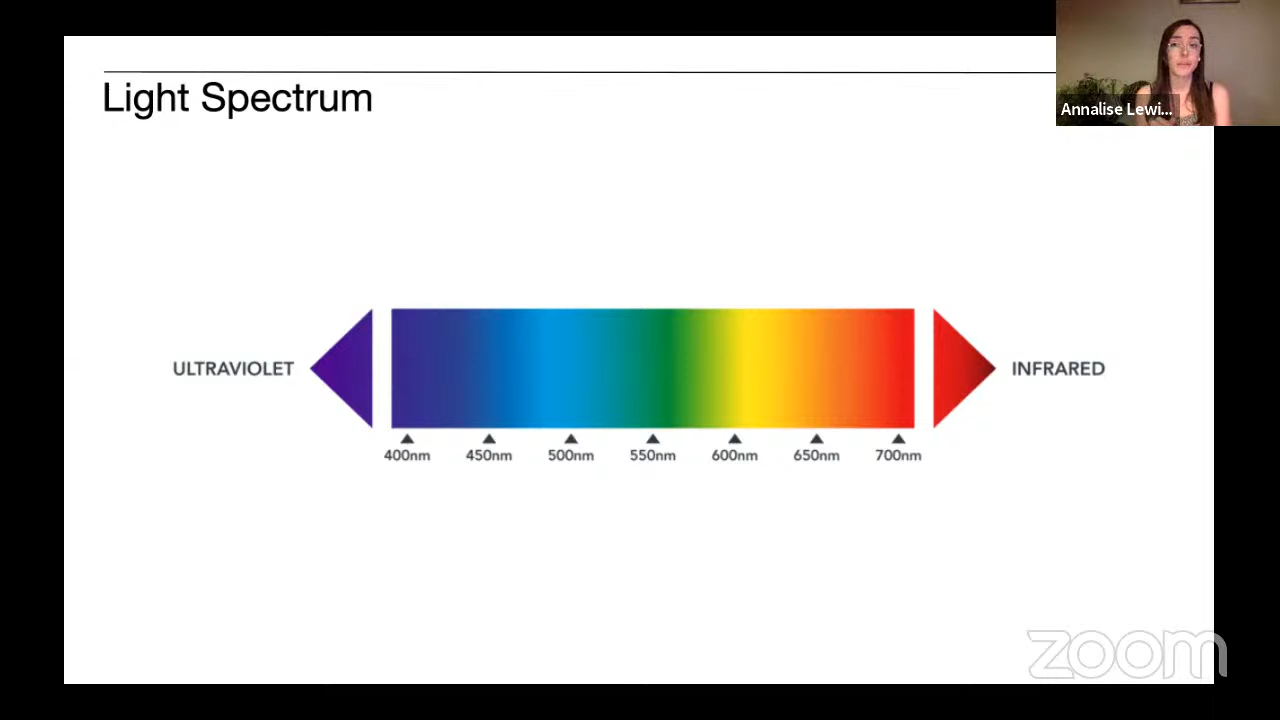 Light Spectrum
Annalise Lewi...
ULTRAVIOLET
INFRARED
400nm 450nm 500nm 550nm 600nm 650nm 700nm
zoom